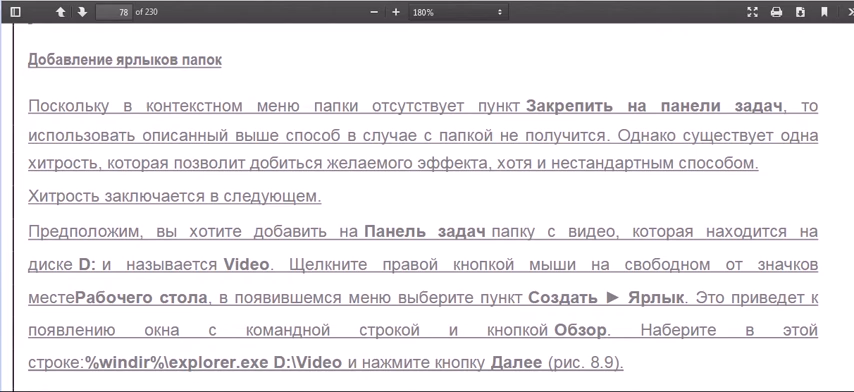 78 of 230 180%
Добавление ярлыков папок
Поскольку в контекстном меню папки отсутствует пункт Закрепить на панели задач, то
использовать описанный выше способ в случае с папкой не получится. Однако существует одна
хитрость, которая позволит добиться желаемого эффекта, хотя и нестандартным способом.
Хитрость заключается в следующем.
Предположим, вы хотите добавить на Панель задач папку с видео, которая находится на
диске D: и называется Video. Щелкните правой кнопкой мыши на свободном от значков
местеРабочего стола, в появившемся меню выберите пункт Создать ► Ярлык. Это приведет к
появлению окна с командной строкой и кнопкой Обзор. Наберите в этой
строке:%windir%\explorer.exe D:\Video и нажмите кнопку Далее (рис. 8.9).